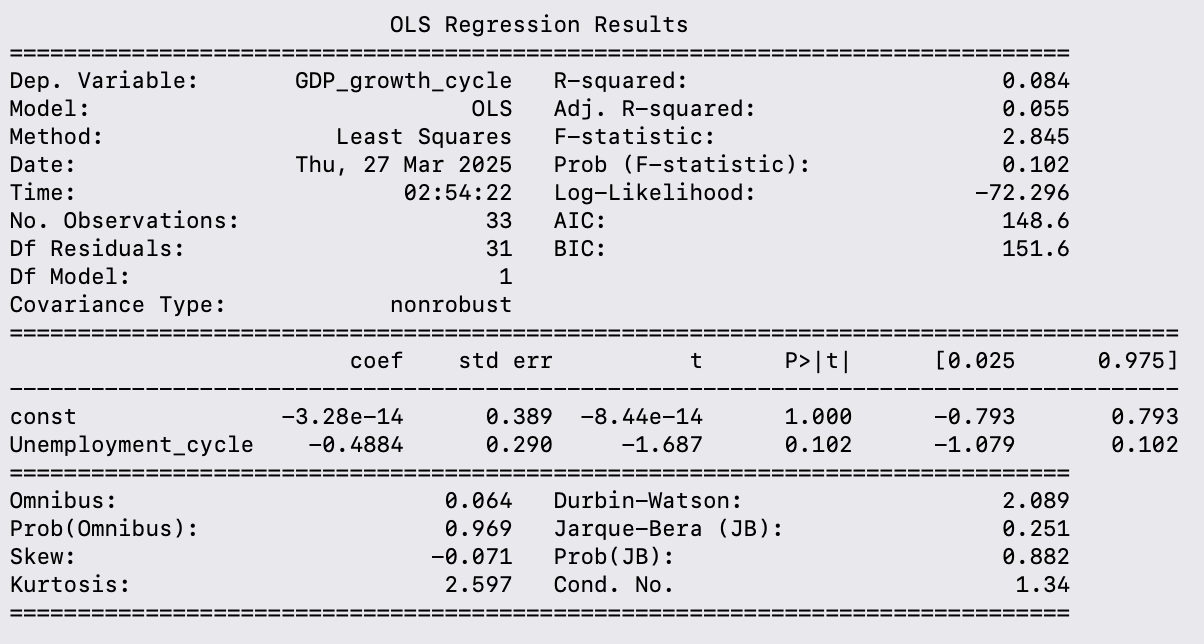 OLS Regression Results
==============================================================================
Dep. Variable:       GDP_growth_cycle   R-squared:                       0.084
Model:                            OLS   Adj. R-squared:                  0.055
Method:                 Least Squares   F-statistic:                     2.845
Date:                Thu, 27 Mar 2025   Prob (F-statistic):              0.102
Time:                        02:54:22   Log-Likelihood:                -72.296
No. Observations:                  33   AIC:                             148.6
Df Residuals:                      31   BIC:                             151.6
Df Model:                           1
Covariance Type:            nonrobust
======================================================================================
                         coef    std err          t      P>|t|      [0.025      0.975]
--------------------------------------------------------------------------------------
const               -3.28e-14      0.389  -8.44e-14      1.000      -0.793       0.793
Unemployment_cycle    -0.4884      0.290     -1.687      0.102      -1.079       0.102
==============================================================================
Omnibus:                        0.064   Durbin-Watson:                   2.089
Prob(Omnibus):                  0.969   Jarque-Bera (JB):                0.251
Skew:                          -0.071   Prob(JB):                        0.882
Kurtosis:                       2.597   Cond. No.                         1.34
==============================================================================